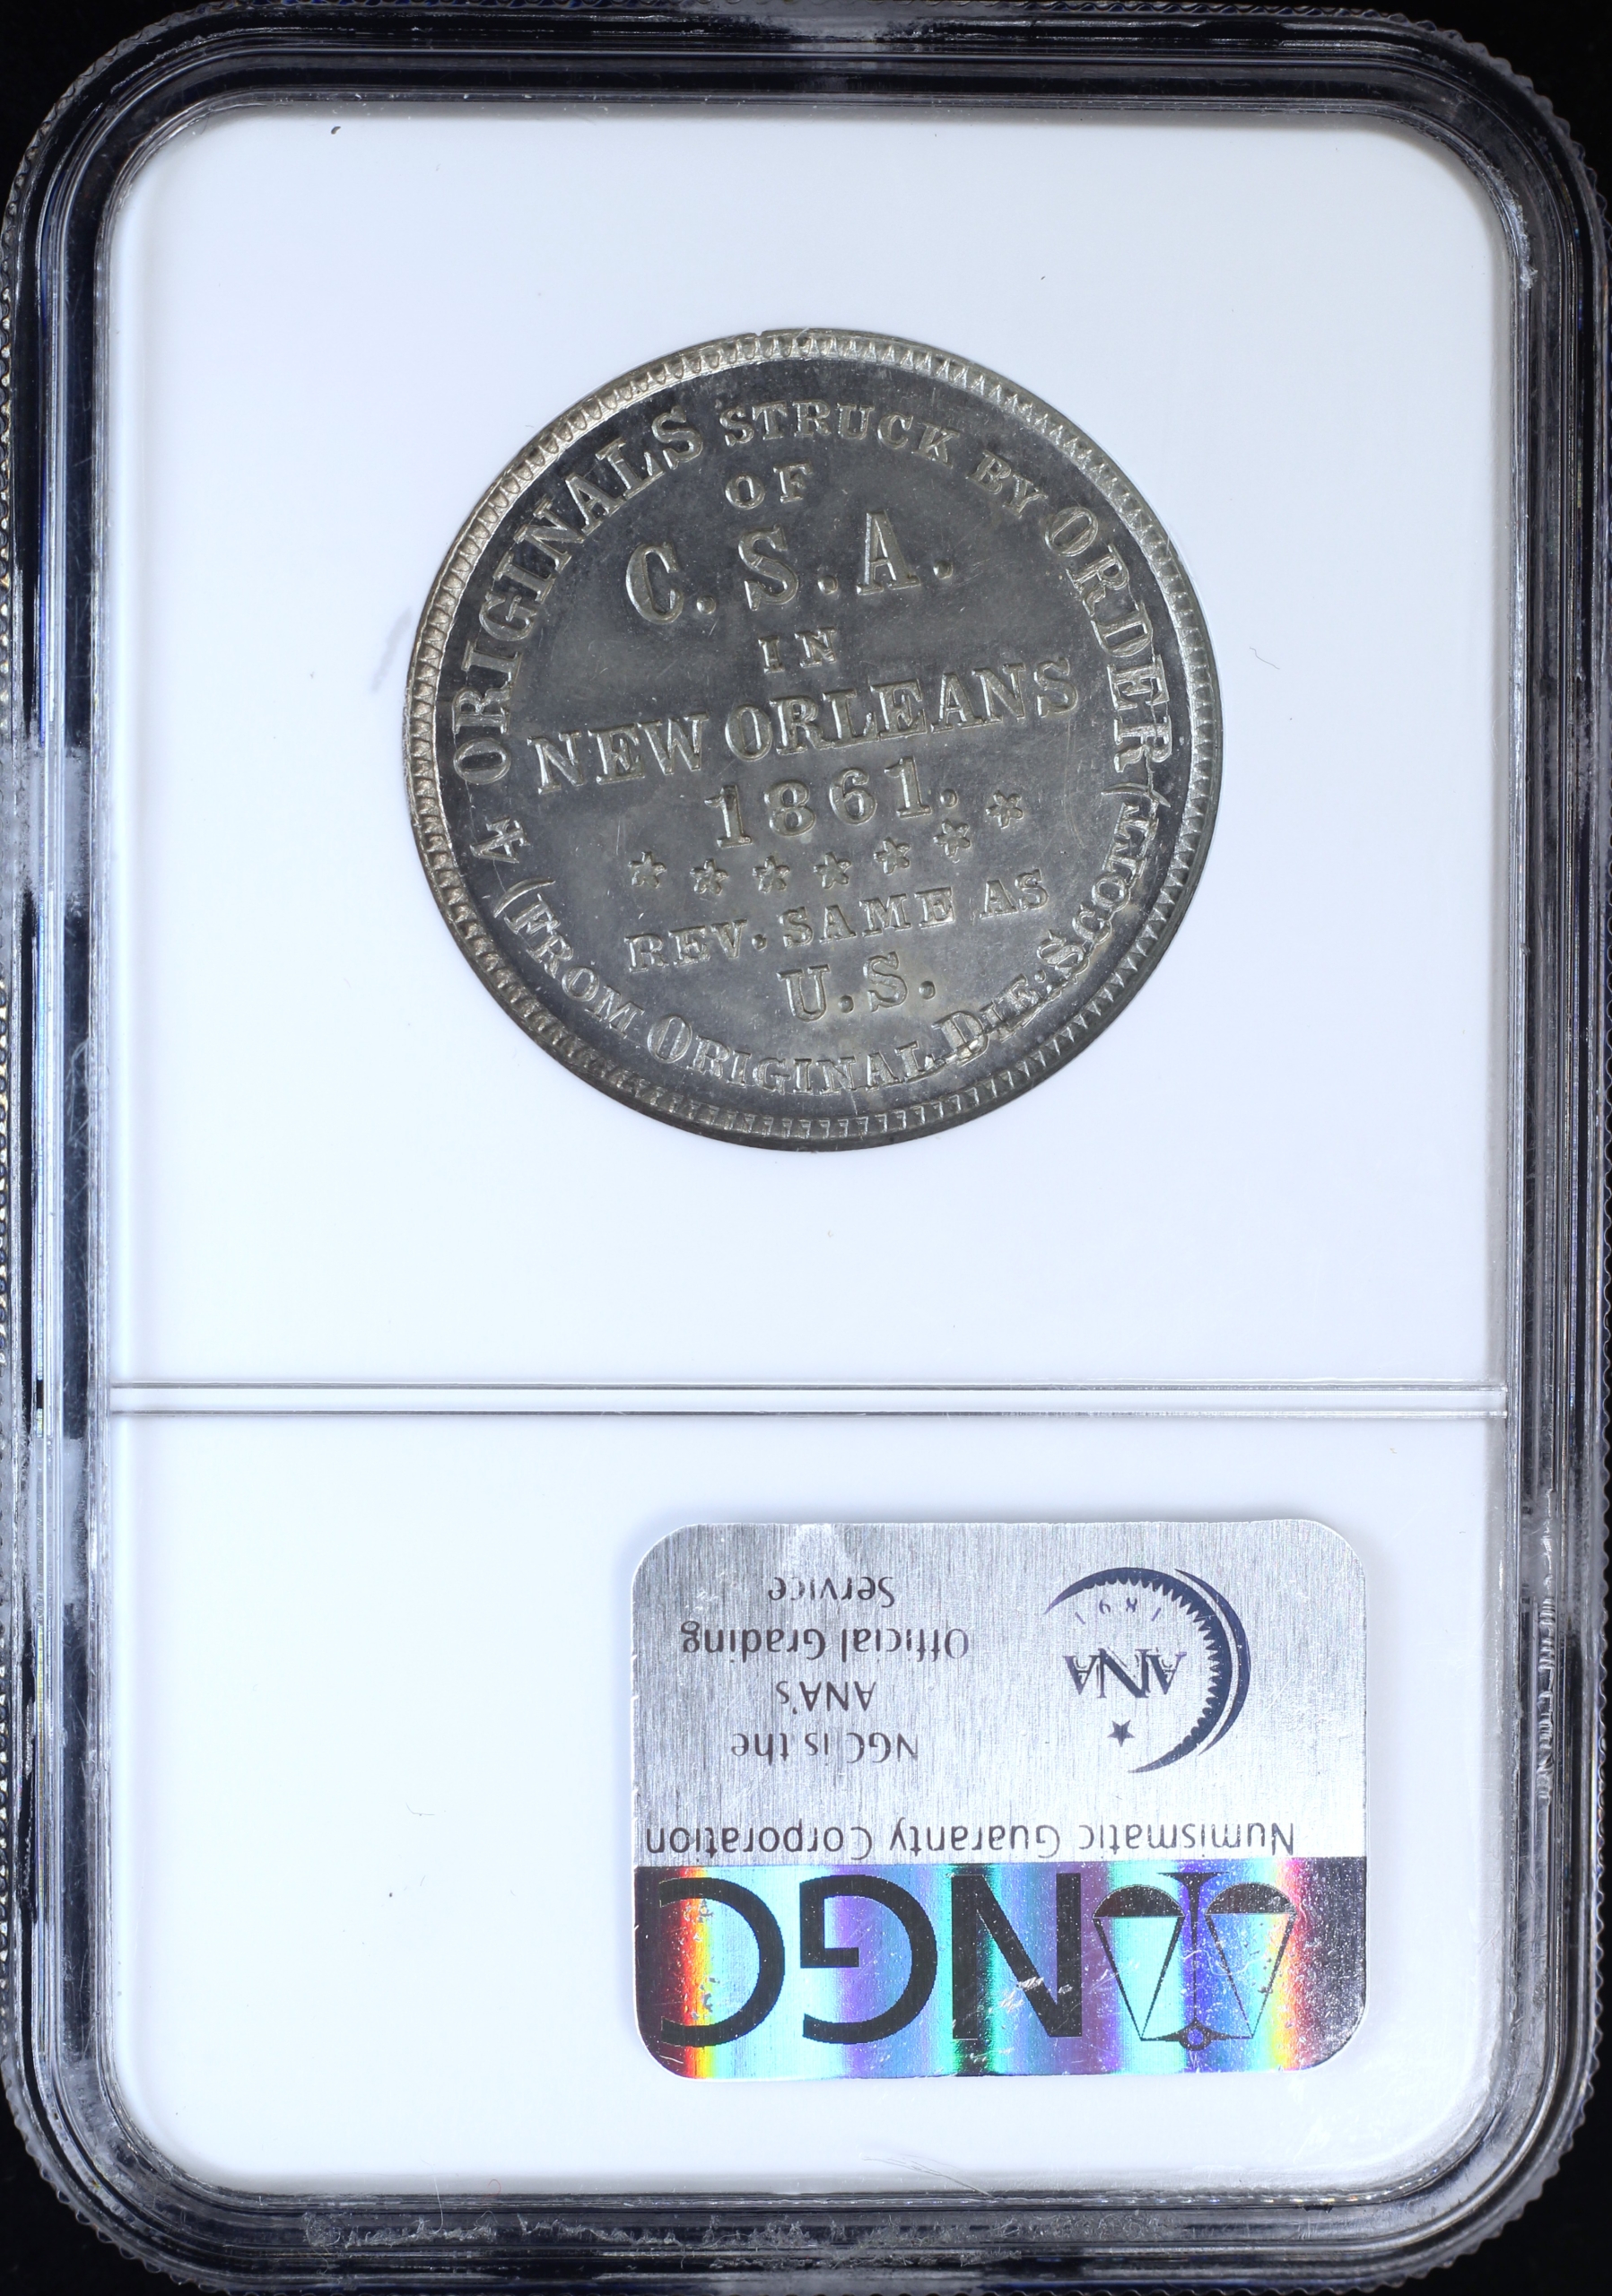 4 ORIGINALS STRUCK BY ORDER
OF
C. S. A.
IN
NEW ORLEANS
1861.
REV. SAME AS
U.S.
(FROM ORIGINAL DIE: SCOTT)
NGC
Numismatic Guaranty Corporation
NGC is the
ANA's
Official Grading
Service
ANA
1891